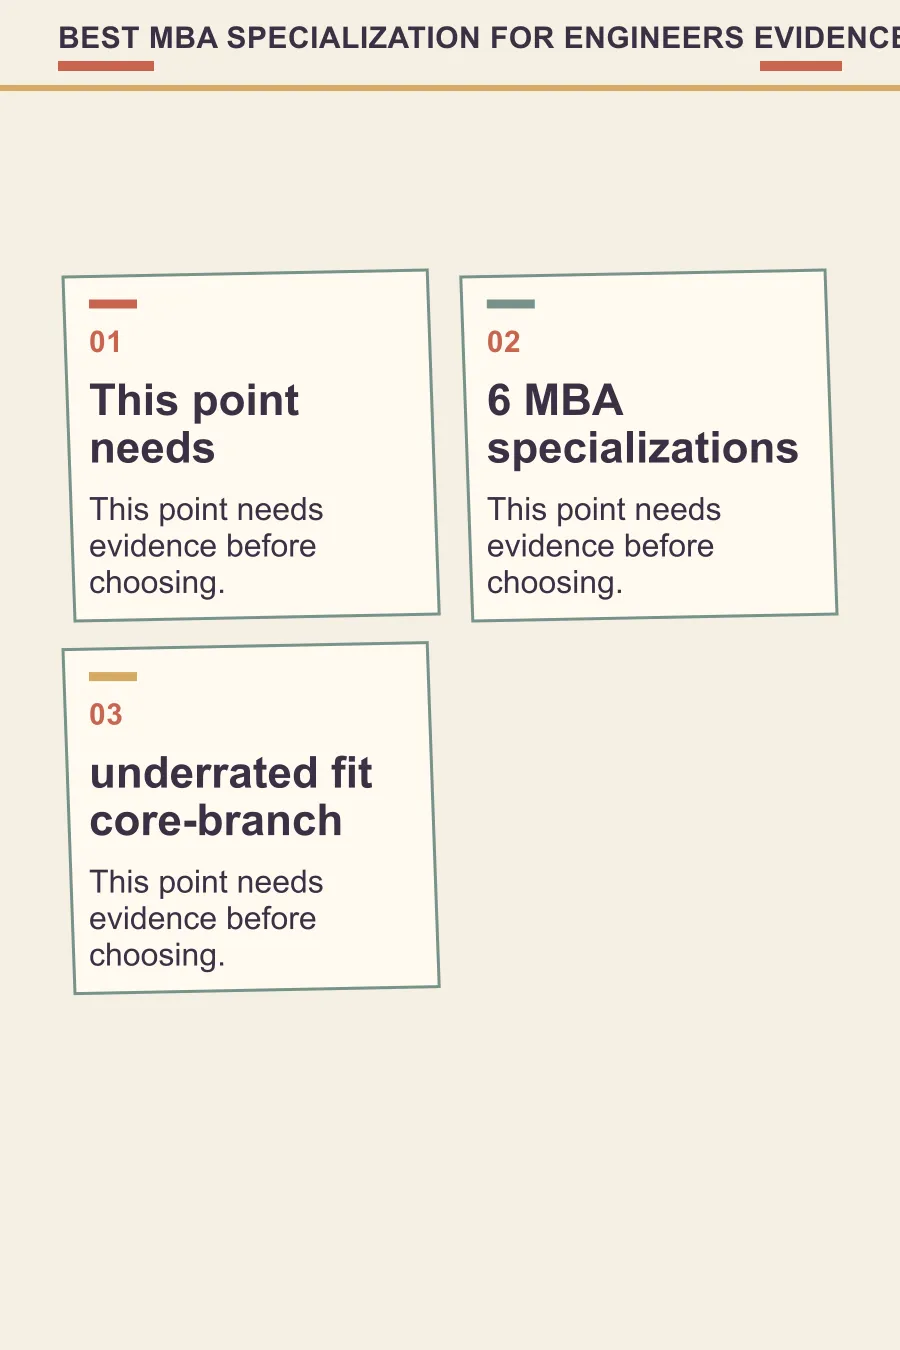 BEST MBA SPECIALIZATION FOR ENGINEERS EVIDENCE
01
This point
needs
This point needs
evidence before
choosing.
02
6 MBA
specializations
This point needs
evidence before
choosing.
03
underrated fit
core-branch
This point needs
evidence before
choosing.